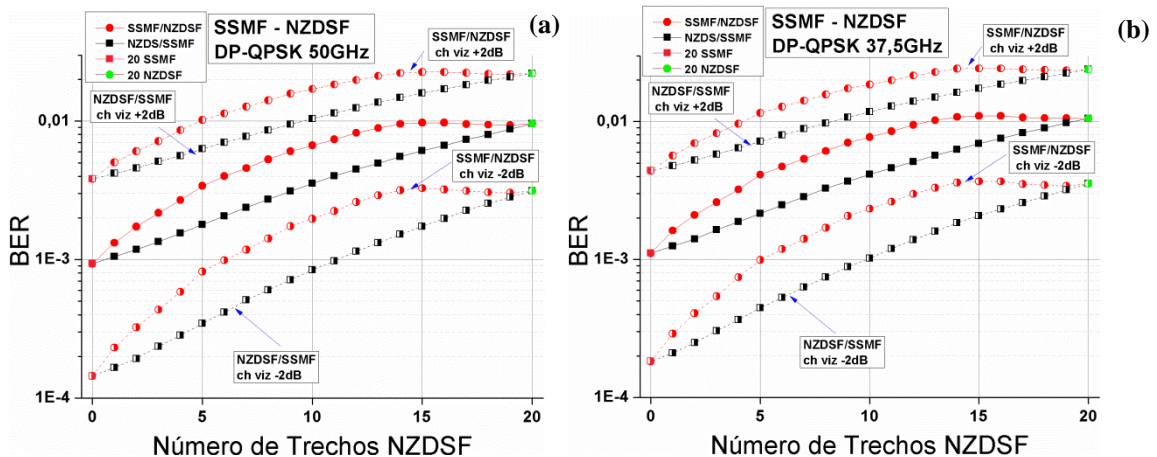 SSMF/NZDSF
NZDS/SSMF
20 SSMF
20 NZDSF
SSMF - NZDSF
DP-QPSK 50GHz
(a)
SSMF/NZDSF
ch viz +2dB
NZDSF/SSMF
ch viz +2dB
SSMF/NZDSF
ch viz -2dB
NZDSF/SSMF
ch viz -2dB
BER
0,01
1E-3
1E-4
0 5 10 15 20
Número de Trechos NZDSF
SSMF/NZDSF
NZDS/SSMF
20 SSMF
20 NZDSF
SSMF - NZDSF
DP-QPSK 37,5GHz
(b)
SSMF/NZDSF
ch viz +2dB
NZDSF/SSMF
ch viz +2dB
SSMF/NZDSF
ch viz -2dB
NZDSF/SSMF
ch viz -2dB
BER
0,01
1E-3
1E-4
0 5 10 15 20
Número de Trechos NZDSF